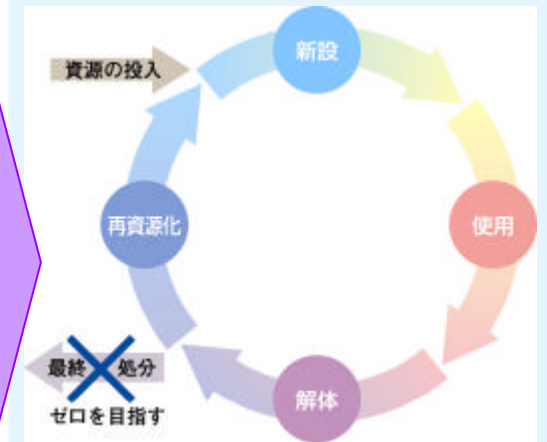 新設
資源の投入
再資源化
使用
最終処分
ゼロを目指す
解体